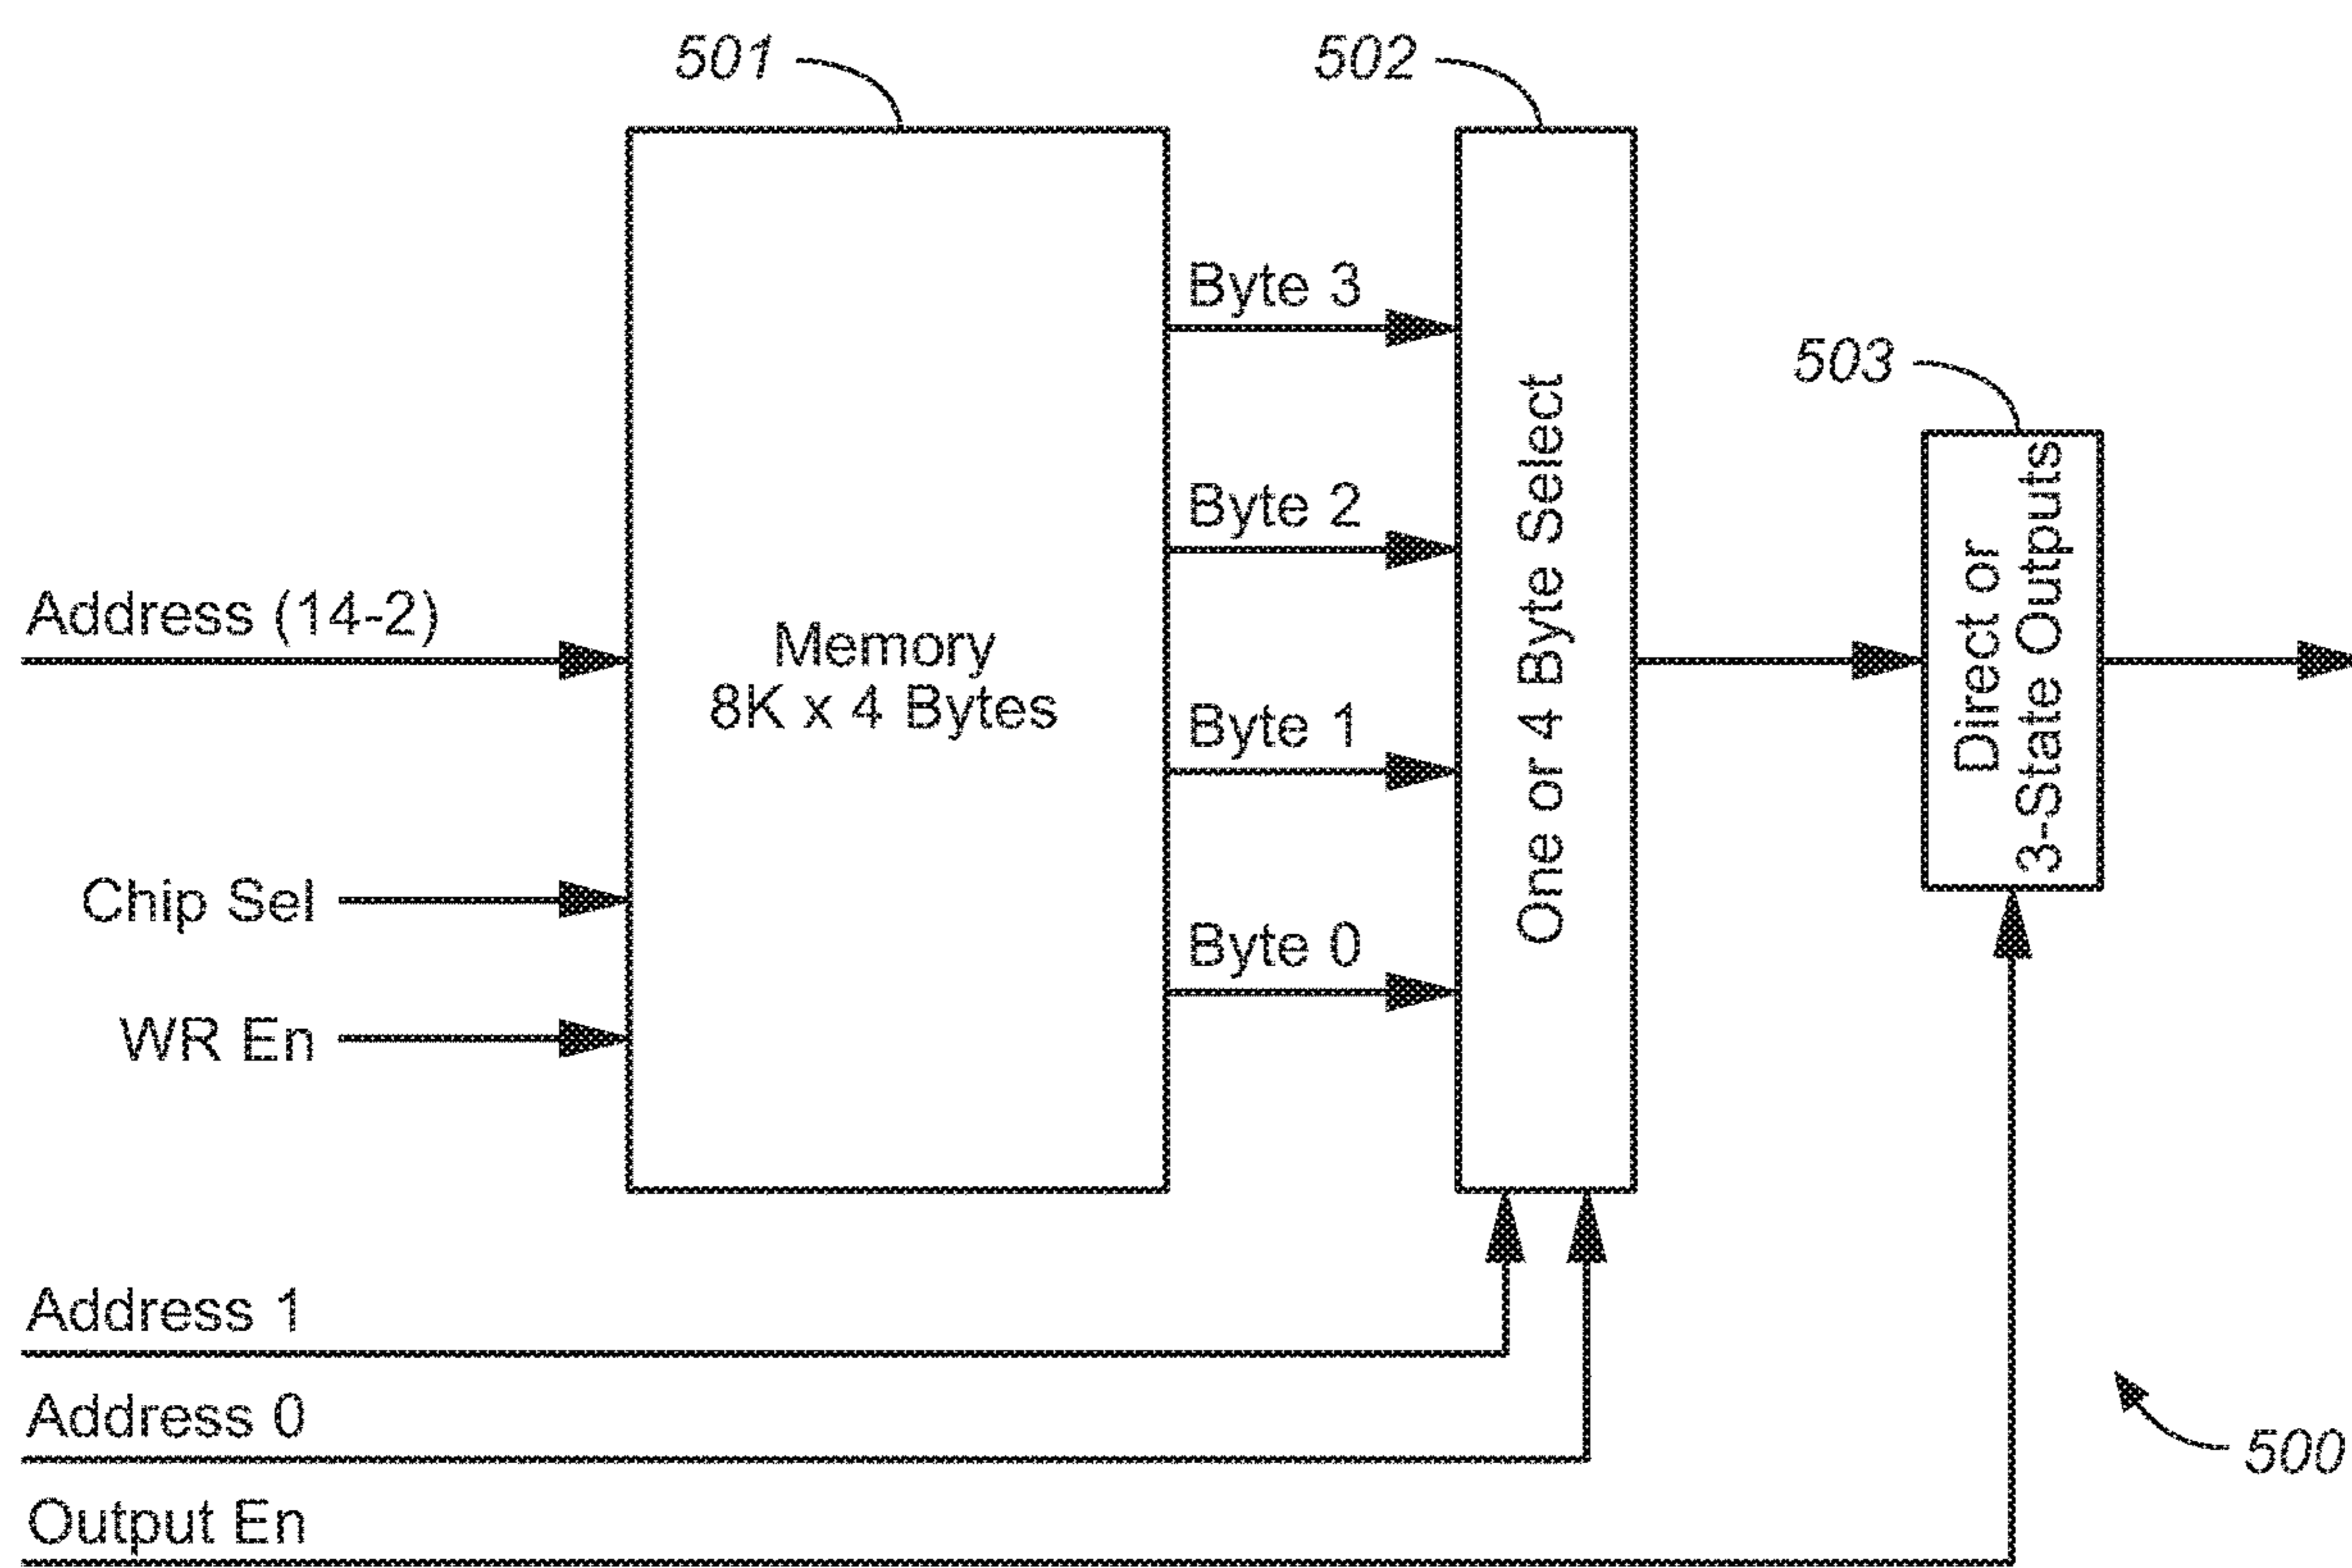 501
502
Byte 3
503
Byte 2
One or 4 Byte Select
Direct or
3-State Outputs
Address (14-2)
Memory
8K x 4 Bytes
Byte 1
Chip Sel
Byte 0
WR En
Address 1
Address 0
500
Output En